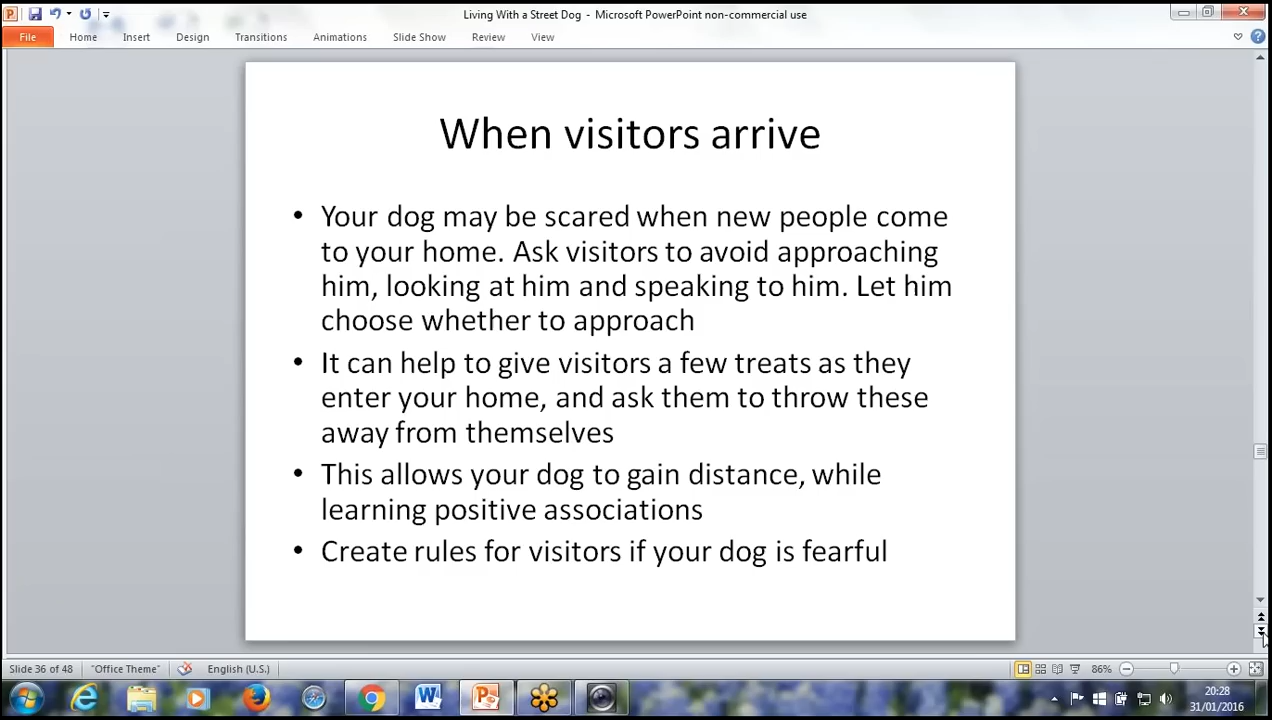 Living With a Street Dog - Microsoft PowerPoint non-commercial use
File Home Insert Design Transitions Animations Slide Show Review View
When visitors arrive
• Your dog may be scared when new people come
to your home. Ask visitors to avoid approaching
him, looking at him and speaking to him. Let him
choose whether to approach
• It can help to give visitors a few treats as they
enter your home, and ask them to throw these
away from themselves
• This allows your dog to gain distance, while
learning positive associations
• Create rules for visitors if your dog is fearful
Slide 36 of 48 "Office Theme" English (U.S.) 86%
20:28
31/01/2016